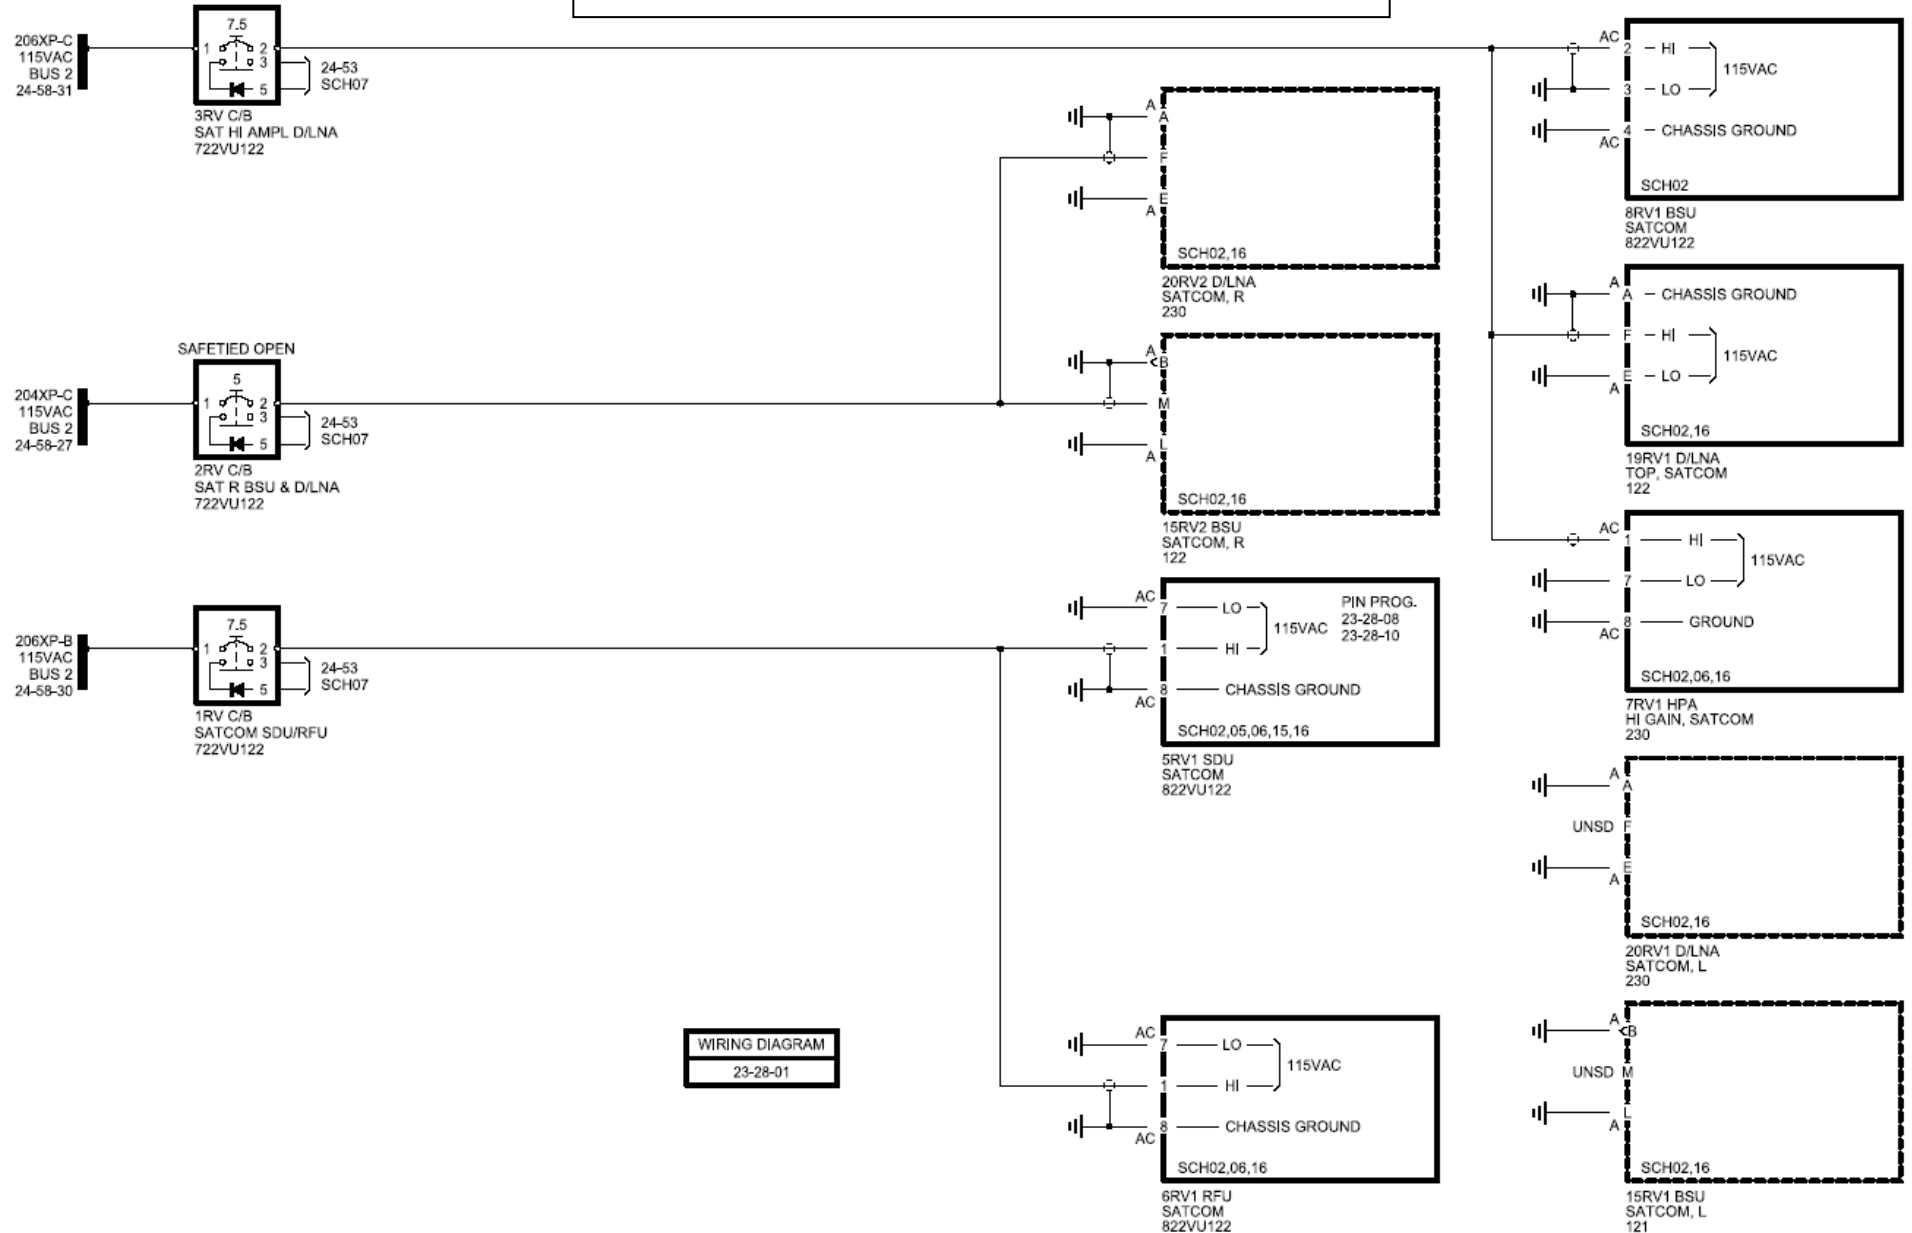 206XP-C
115VAC
BUS 2
24-58-31
7.5
1
2
3
5
24-53
SCH07
3RV C/B
SAT HI AMPL D/LNA
722VU122
SAFETIED OPEN
204XP-C
115VAC
BUS 2
24-58-27
5
1
2
3
5
24-53
SCH07
2RV C/B
SAT R BSU & D/LNA
722VU122
206XP-B
115VAC
BUS 2
24-58-30
7.5
1
2
3
5
24-53
SCH07
1RV C/B
SATCOM SDU/RFU
722VU122
WIRING DIAGRAM
23-28-01
A
A
F
E
A
SCH02,16
20RV2 D/LNA
SATCOM, R
230
A
B
M
L
A
SCH02,16
15RV2 BSU
SATCOM, R
122
AC
7 LO
115VAC
1 HI
8 CHASSIS GROUND
AC
PIN PROG.
23-28-08
23-28-10
SCH02,05,06,15,16
5RV1 SDU
SATCOM
822VU122
AC
7 LO
115VAC
1 HI
8 CHASSIS GROUND
AC
SCH02,06,16
6RV1 RFU
SATCOM
822VU122
AC
2 HI
115VAC
3 LO
4 CHASSIS GROUND
AC
SCH02
8RV1 BSU
SATCOM
822VU122
A
A CHASSIS GROUND
F HI
115VAC
E LO
A
SCH02,16
19RV1 D/LNA
TOP, SATCOM
122
AC
1 HI
115VAC
7 LO
8 GROUND
AC
SCH02,06,16
7RV1 HPA
HI GAIN, SATCOM
230
A
A
UNSD F
E
A
SCH02,16
20RV1 D/LNA
SATCOM, L
230
A
B
UNSD M
L
A
SCH02,16
15RV1 BSU
SATCOM, L
121